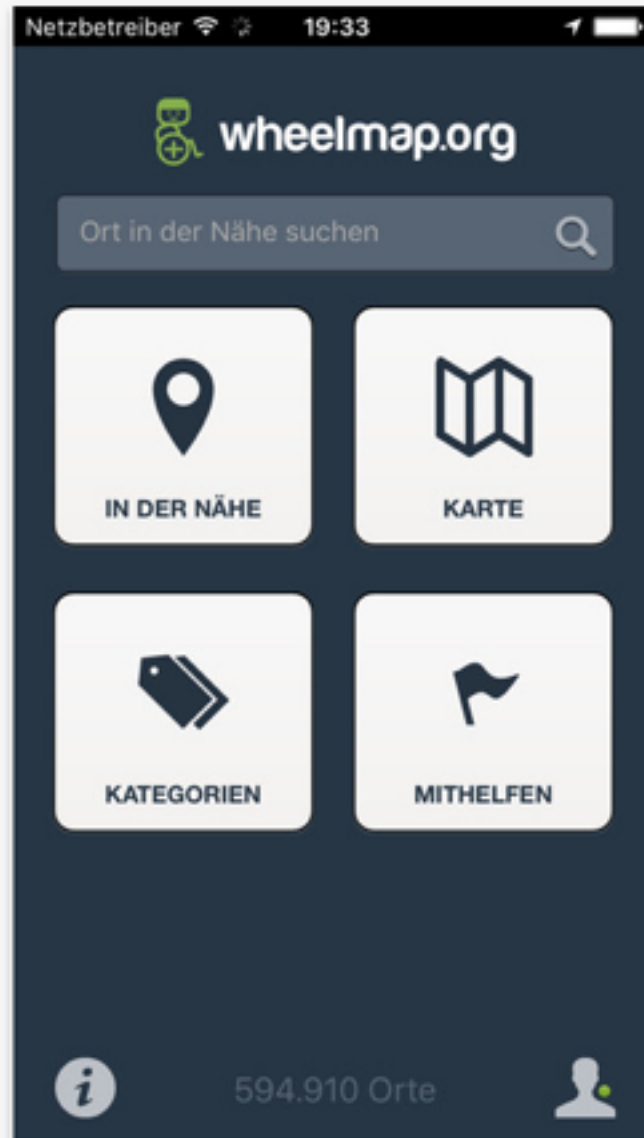 Netzbetreiber 19:33
wheelmap.org
Ort in der Nähe suchen
IN DER NÄHE
KARTE
KATEGORIEN
MITHELFEN
594.910 Orte